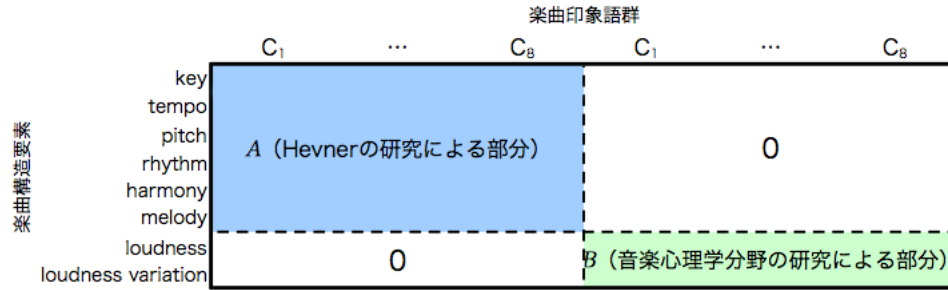 楽曲印象語群
C₁ … C₈ C₁ … C₈
楽曲構造要素
key
tempo
pitch
rhythm
harmony
melody
loudness
loudness variation
A（Hevnerの研究による部分）
0
0
B（音楽心理学分野の研究による部分）